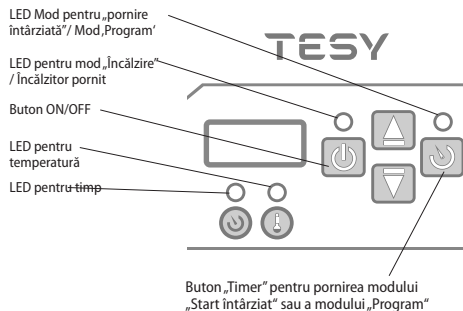 LED Mod pentru „pornire
întârziată”/ Mod‚Program‘
TESY
LED pentru mod „Încălzire”
/ Încălzitor pornit
Buton ON/OFF
LED pentru
temperatură
LED pentru timp
Buton „Timer” pentru pornirea modului
„Start întârziat“ sau a modului „Program“